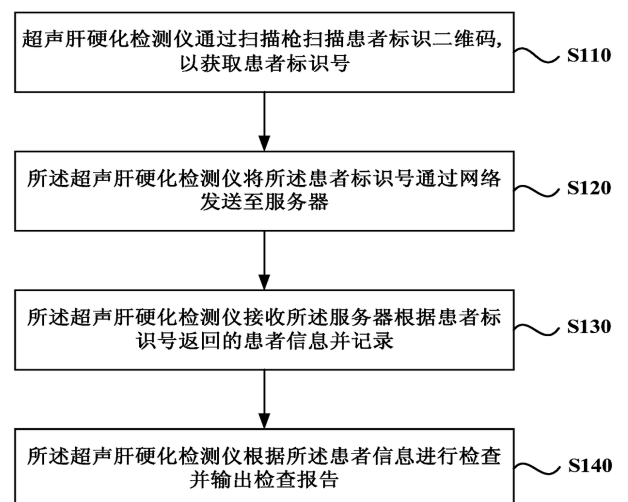 超声肝硬化检测仪通过扫描枪扫描患者标识二维码,
以获取患者标识号
S110
所述超声肝硬化检测仪将所述患者标识号通过网络
发送至服务器
S120
所述超声肝硬化检测仪接收所述服务器根据患者标
识号返回的患者信息并记录
S130
所述超声肝硬化检测仪根据所述患者信息进行检查
并输出检查报告
S140